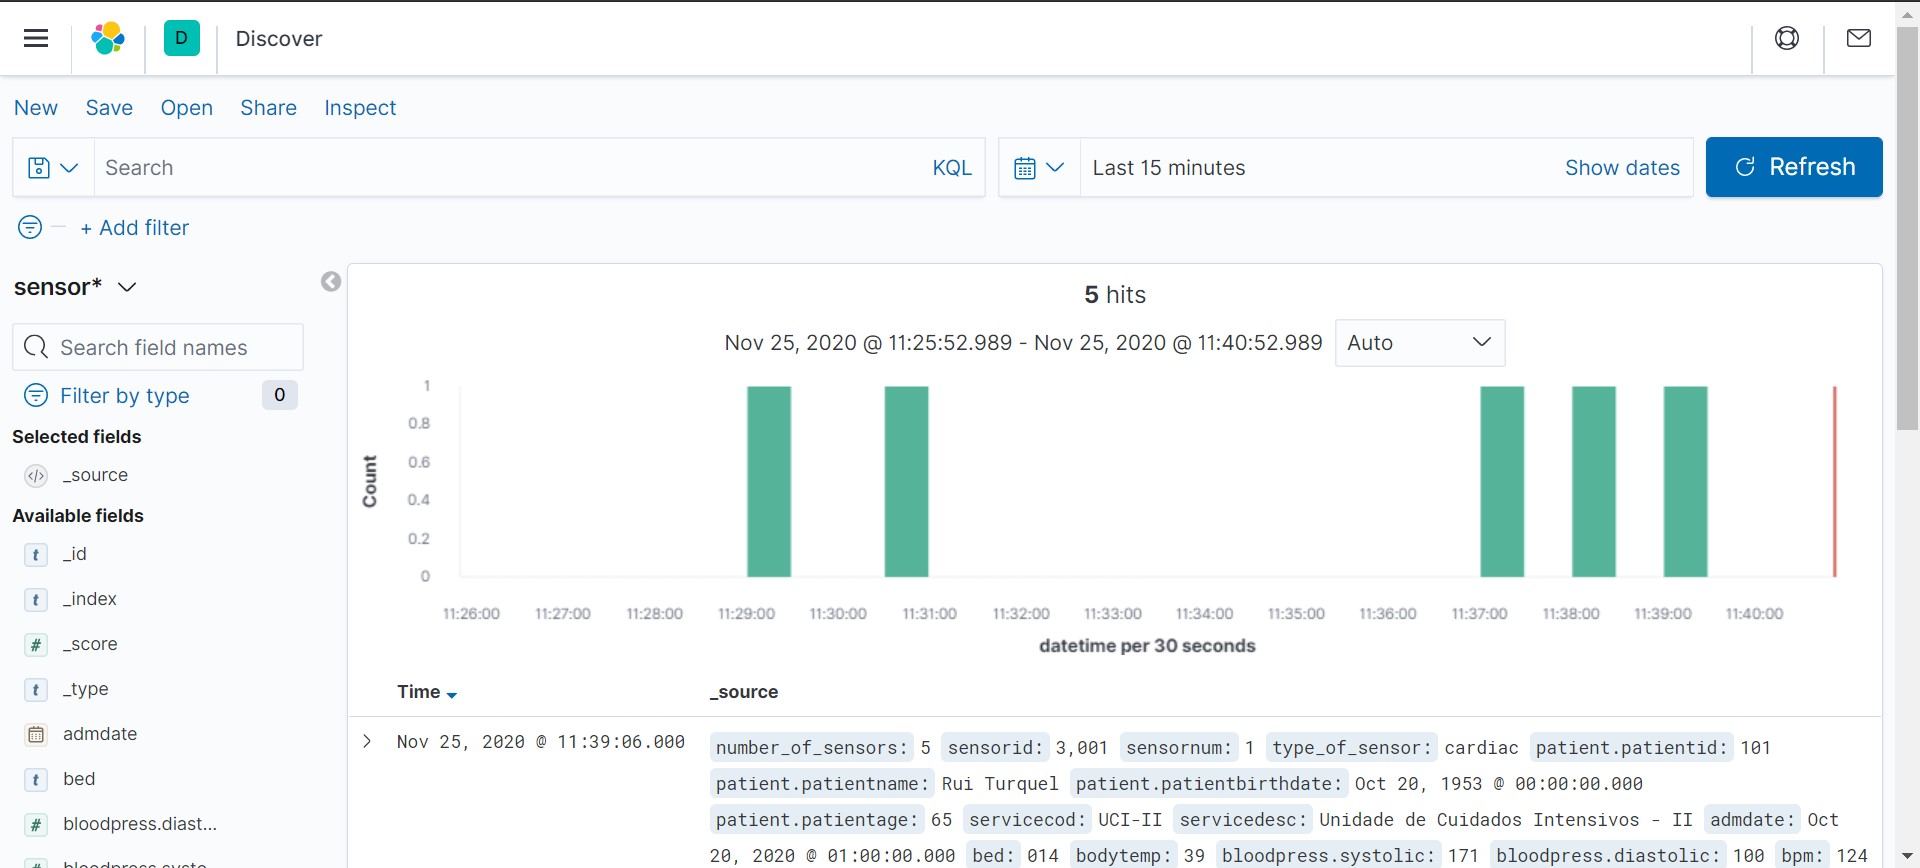 D Discover
New Save Open Share Inspect
Search KQL Last 15 minutes Show dates Refresh
+ Add filter
sensor*
Search field names
Filter by type 0
Selected fields
_source
Available fields
_id
_index
_score
_type
admdate
bed
bloodpress.diast...
5 hits
Nov 25, 2020 @ 11:25:52.989 - Nov 25, 2020 @ 11:40:52.989 Auto
Count
1
0.8
0.6
0.4
0.2
0
11:26:00 11:27:00 11:28:00 11:29:00 11:30:00 11:31:00 11:32:00 11:33:00 11:34:00 11:35:00 11:36:00 11:37:00 11:38:00 11:39:00 11:40:00
datetime per 30 seconds
Time _source
Nov 25, 2020 @ 11:39:06.000
number_of_sensors: 5 sensorid: 3,001 sensornum: 1 type_of_sensor: cardiac patient.patientid: 101
patient.patientname: Rui Turquel patient.patientbirthdate: Oct 20, 1953 @ 00:00:00.000
patient.patientage: 65 servicecod: UCI-II servicedesc: Unidade de Cuidados Intensivos - II admdate: Oct
20, 2020 @ 01:00:00.000 bed: 014 bodytemp: 39 bloodpress.systolic: 171 bloodpress.diastolic: 100 bpm: 124